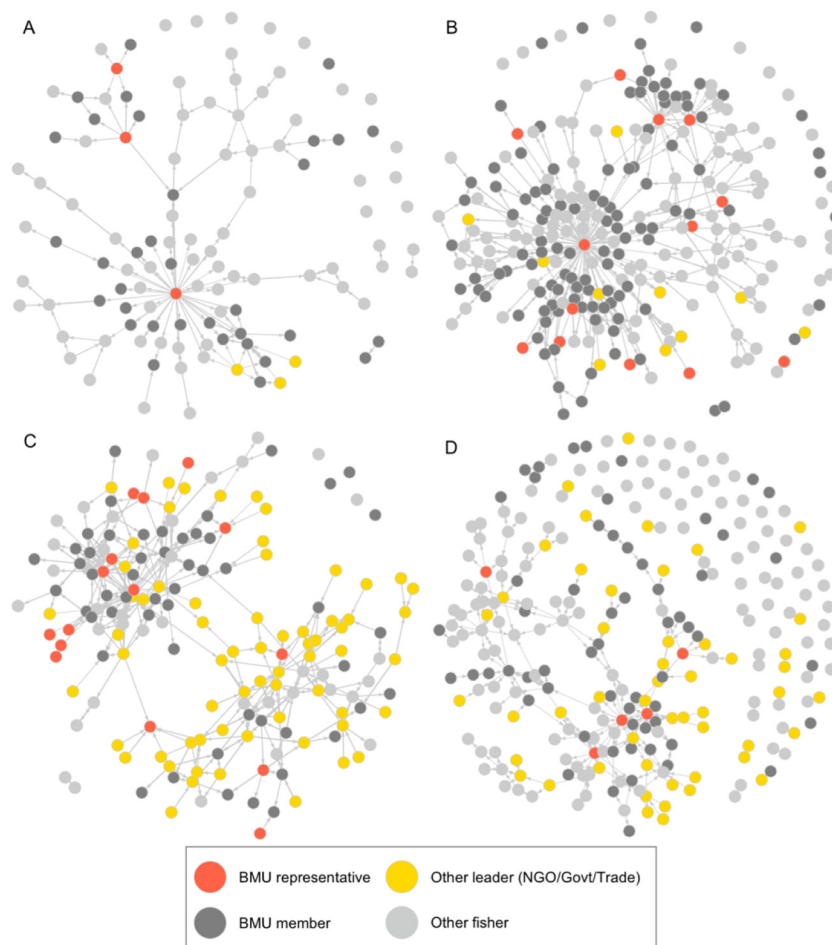 A
B
C
D
BMU representative
Other leader (NGO/Govt/Trade)
BMU member
Other fisher